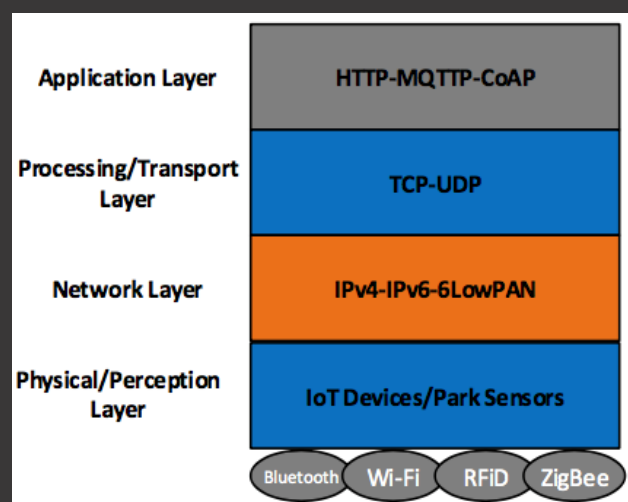 Application Layer
HTTP-MQTTP-CoAP
Processing/Transport
Layer
TCP-UDP
Network Layer
IPv4-IPv6-6LowPAN
Physical/Perception
Layer
IoT Devices/Park Sensors
Bluetooth
Wi-Fi
RFiD
ZigBee